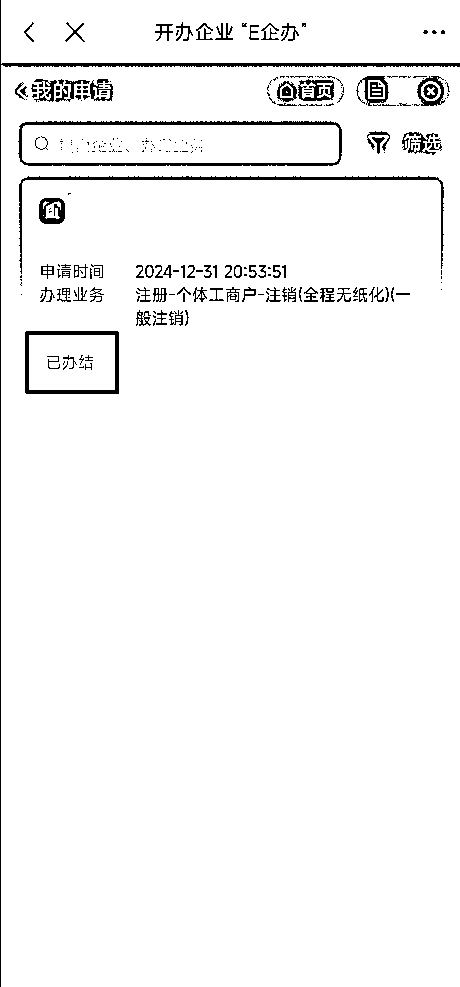 开办企业“E企办”
我的申请
首页
筛选
申请时间 2024-12-31 20:53:51
办理业务 注册-个体工商户-注销(全程无纸化)(一
般注销)
已办结